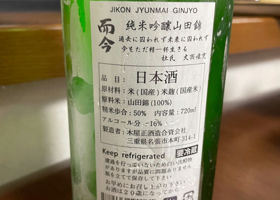 JIKON JYUNMAI GINJYO
而今
純米吟醸山田錦
過去に囚われず未来に囚われず
今をただ精一杯生きる
杜氏 大西唯克
品目 日本酒
原材料:米(国産) 米麹(国産米)
原料米:山田錦(100%)
精米歩合:50% 内容量:720ml
アルコール分 16%
製造者:木屋正酒造合資会社
三重県名張市本町314-1
Keep refrigerated 要冷蔵